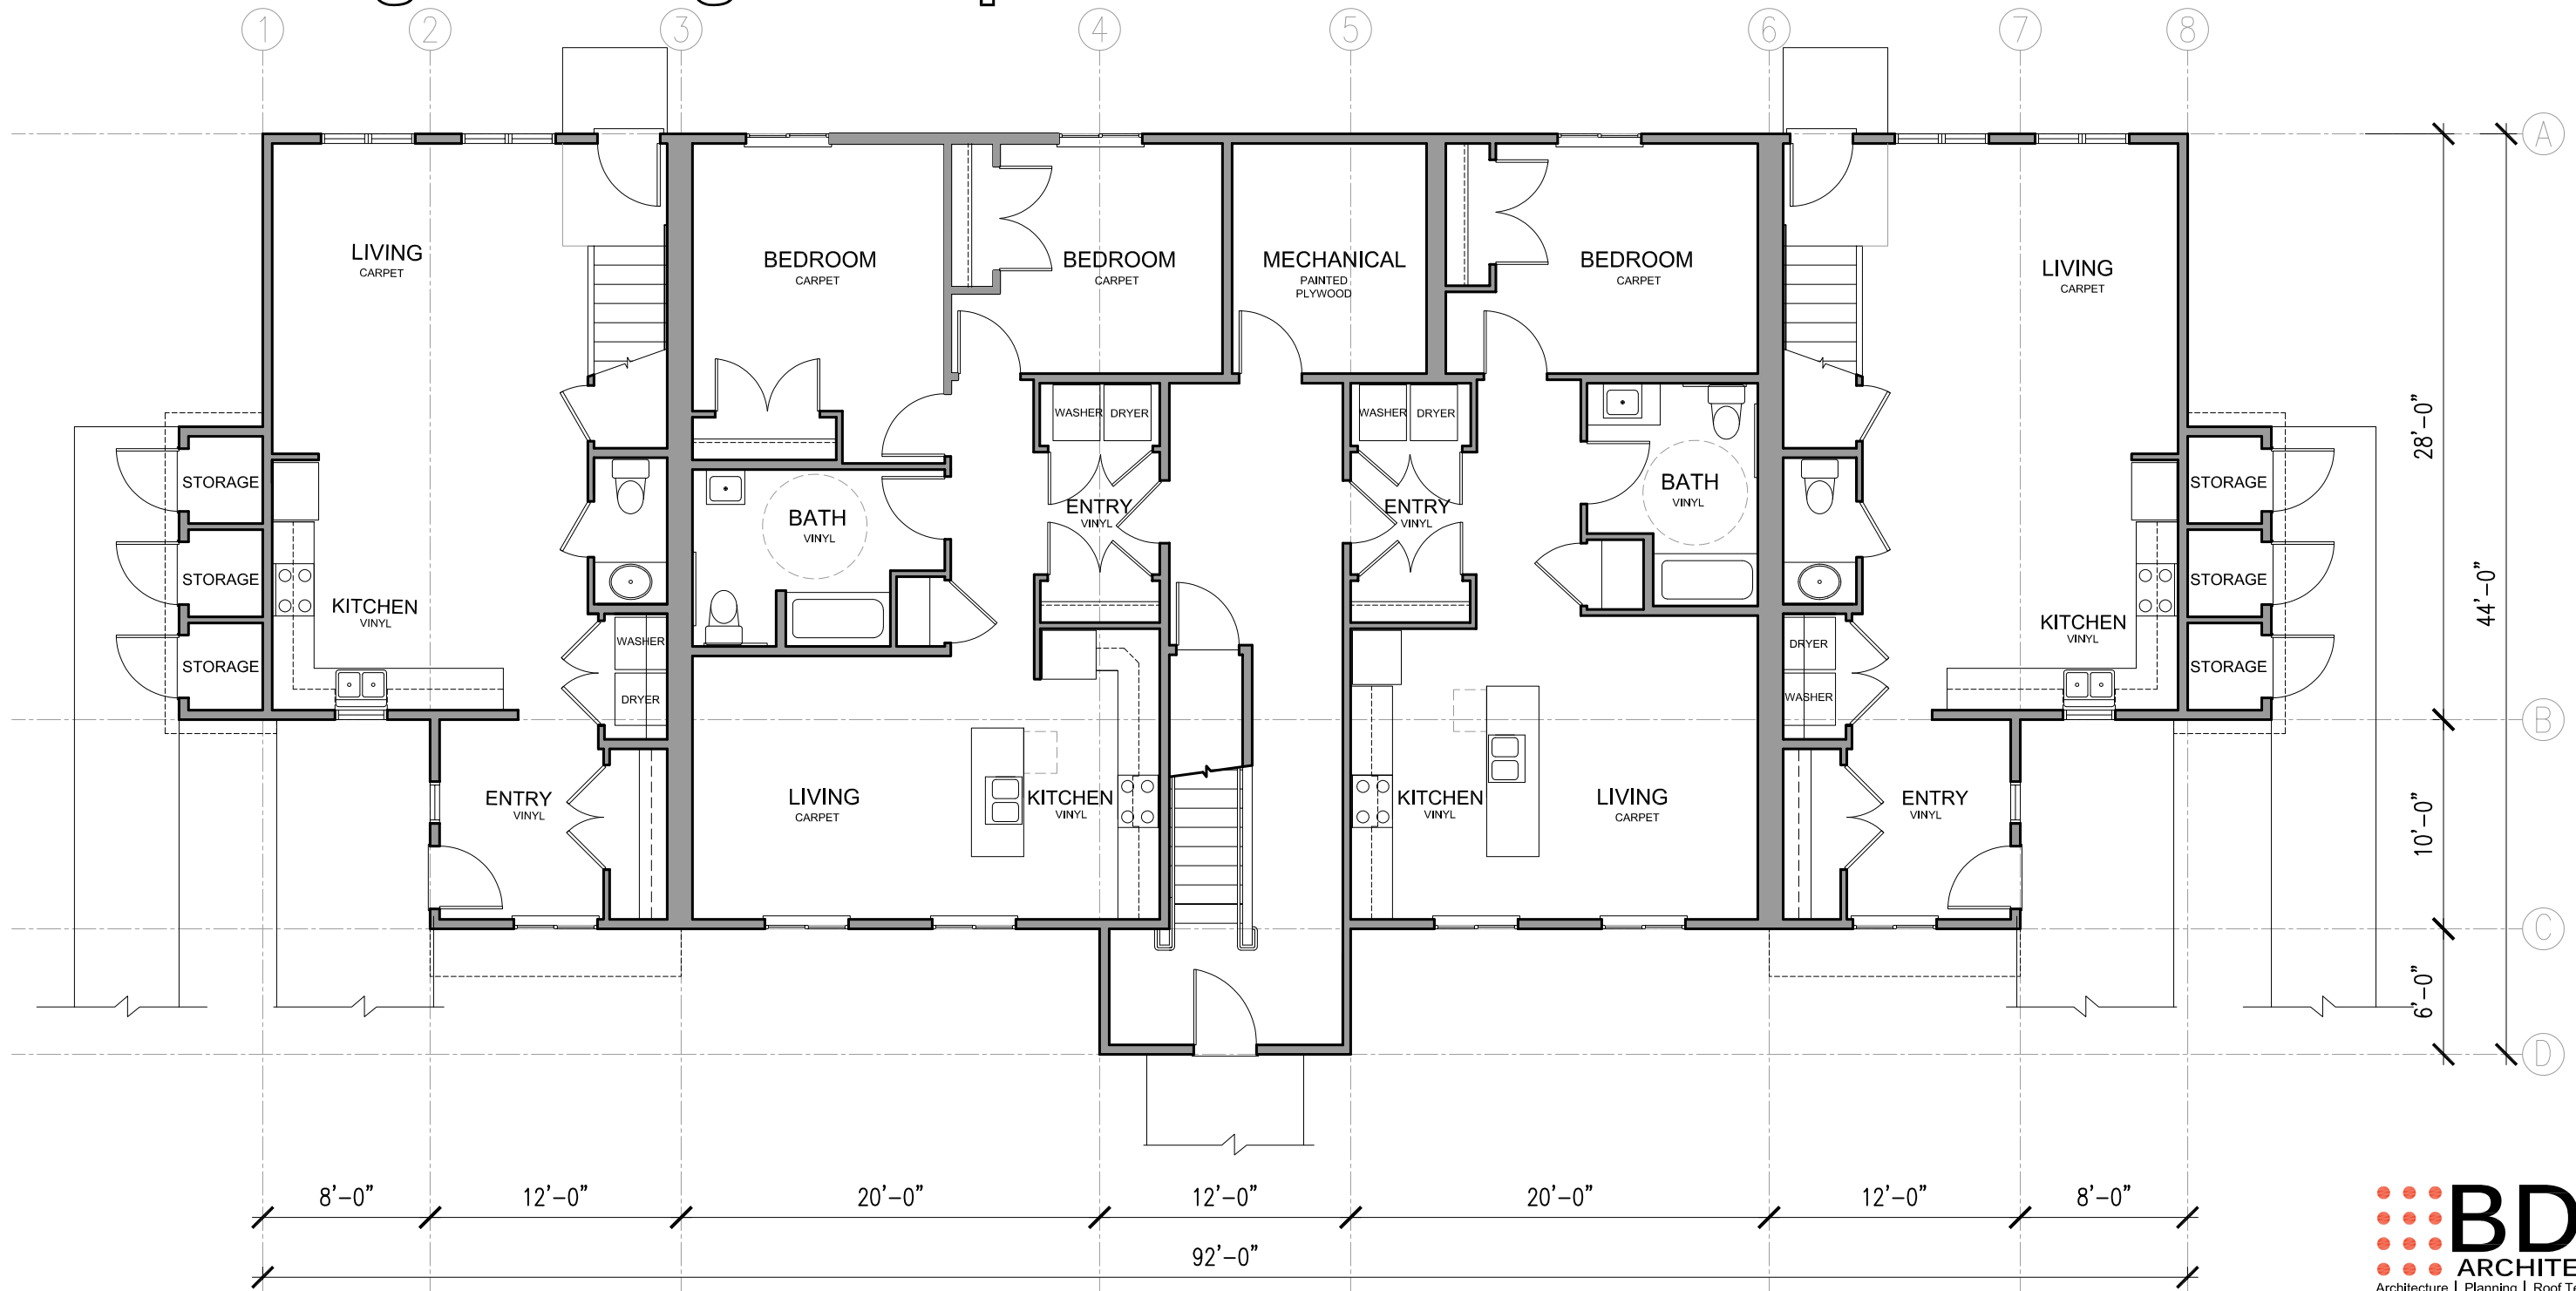 1 2 3 4 5 6 7 8
A
LIVING
CARPET
BEDROOM
CARPET
BEDROOM
CARPET
MECHANICAL
PAINTED
PLYWOOD
BEDROOM
CARPET
LIVING
CARPET
28'-0"
WASHER DRYER
WASHER DRYER
STORAGE
BATH
VINYL
ENTRY
VINYL
ENTRY
VINYL
BATH
VINYL
STORAGE
STORAGE
KITCHEN
VINYL
STORAGE
KITCHEN
VINYL
44'-0"
STORAGE
WASHER
DRYER
DRYER
WASHER
STORAGE
B
ENTRY
VINYL
LIVING
CARPET
KITCHEN
VINYL
KITCHEN
VINYL
LIVING
CARPET
ENTRY
VINYL
10'-0"
C
6'-0"
D
8'-0" 12'-0" 20'-0" 12'-0" 20'-0" 12'-0" 8'-0"
92'-0"
BD
ARCHITE
Architecture | Planning | Roof Te